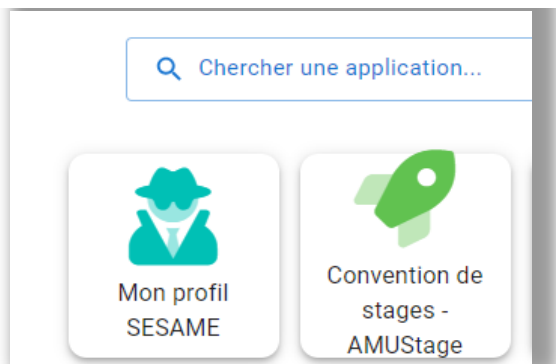 Chercher une application...
Mon profil
SESAME
Convention de
stages -
AMUStage